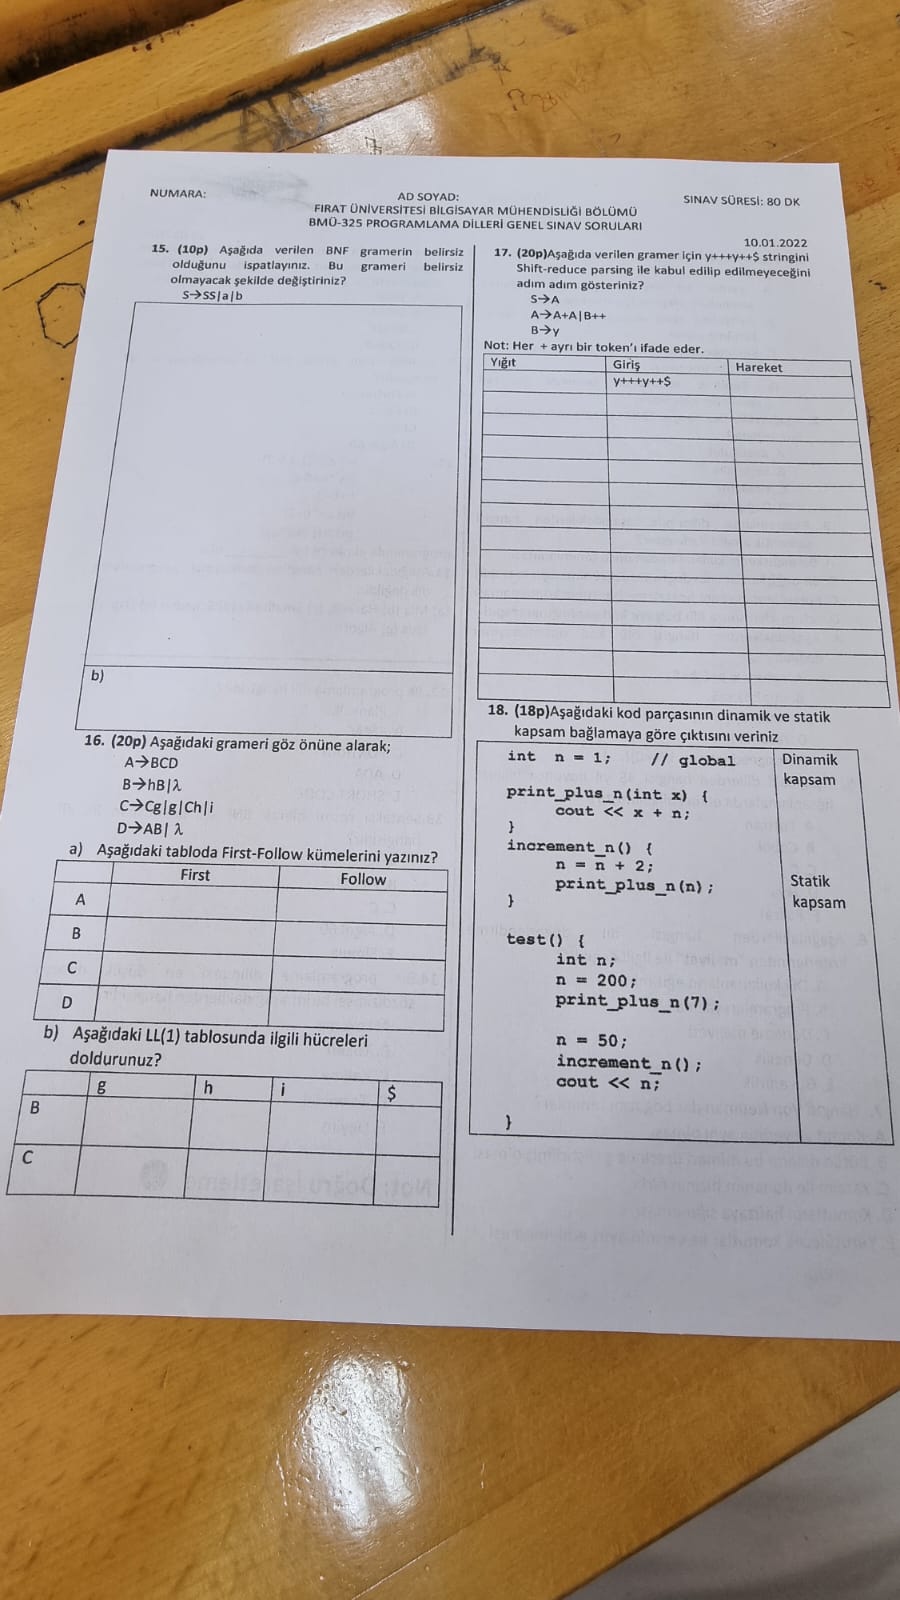 NUMARA:
AD SOYAD:
SINAV SÜRESİ: 80 DK
FIRAT ÜNİVERSİTESİ BİLGİSAYAR MÜHENDİSLİĞİ BÖLÜMÜ
BMÜ-325 PROGRAMLAMA DİLLERİ GENEL SINAV SORULARI
10.01.2022
15. (10p) Aşağıda verilen BNF gramerin belirsiz
olduğunu ispatlayınız. Bu grameri belirsiz
olmayacak şekilde değiştiriniz?
S→SS|a|b
b)
16. (20p) Aşağıdaki grameri göz önüne alarak;
A→BCD
B→hB|λ
C→Cg|g|Ch|i
D→AB| λ
a) Aşağıdaki tabloda First-Follow kümelerini yazınız?
First Follow
A
B
C
D
b) Aşağıdaki LL(1) tablosunda ilgili hücreleri
doldurunuz?
g h i $
B
C
17. (20p)Aşağıda verilen gramer için y+++y++$ stringini
Shift-reduce parsing ile kabul edilip edilmeyeceğini
adım adım gösteriniz?
S→A
A→A+A|B++
B→y
Not: Her + ayrı bir token'ı ifade eder.
Yığıt Giriş Hareket
y+++y++$
18. (18p)Aşağıdaki kod parçasının dinamik ve statik
kapsam bağlamaya göre çıktısını veriniz
int n = 1; // global
print_plus_n(int x) {
cout << x + n;
}
increment_n() {
n = n + 2;
print_plus_n(n);
}
test() {
int n;
n = 200;
print_plus_n(7);
n = 50;
increment_n();
cout << n;
}
Dinamik
kapsam
Statik
kapsam